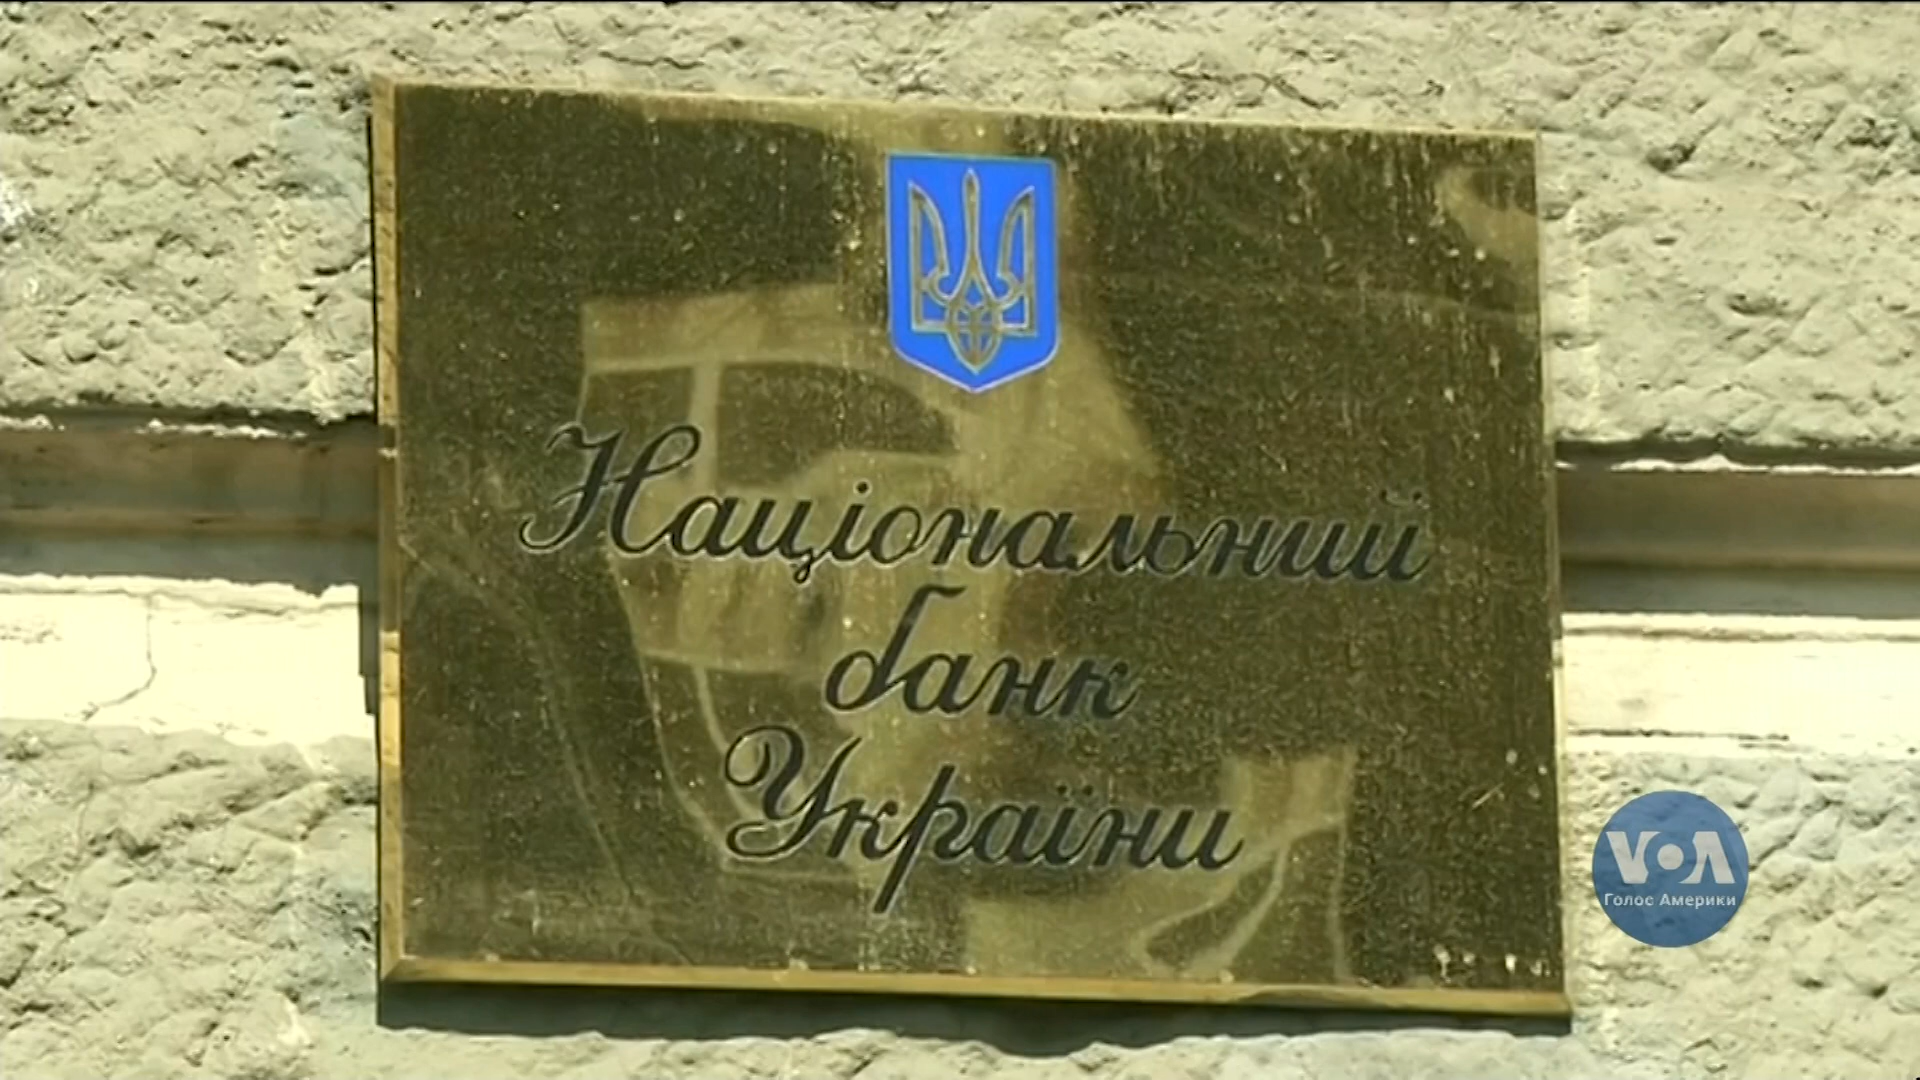 Національний
банк
України
VOA
Голос Америки